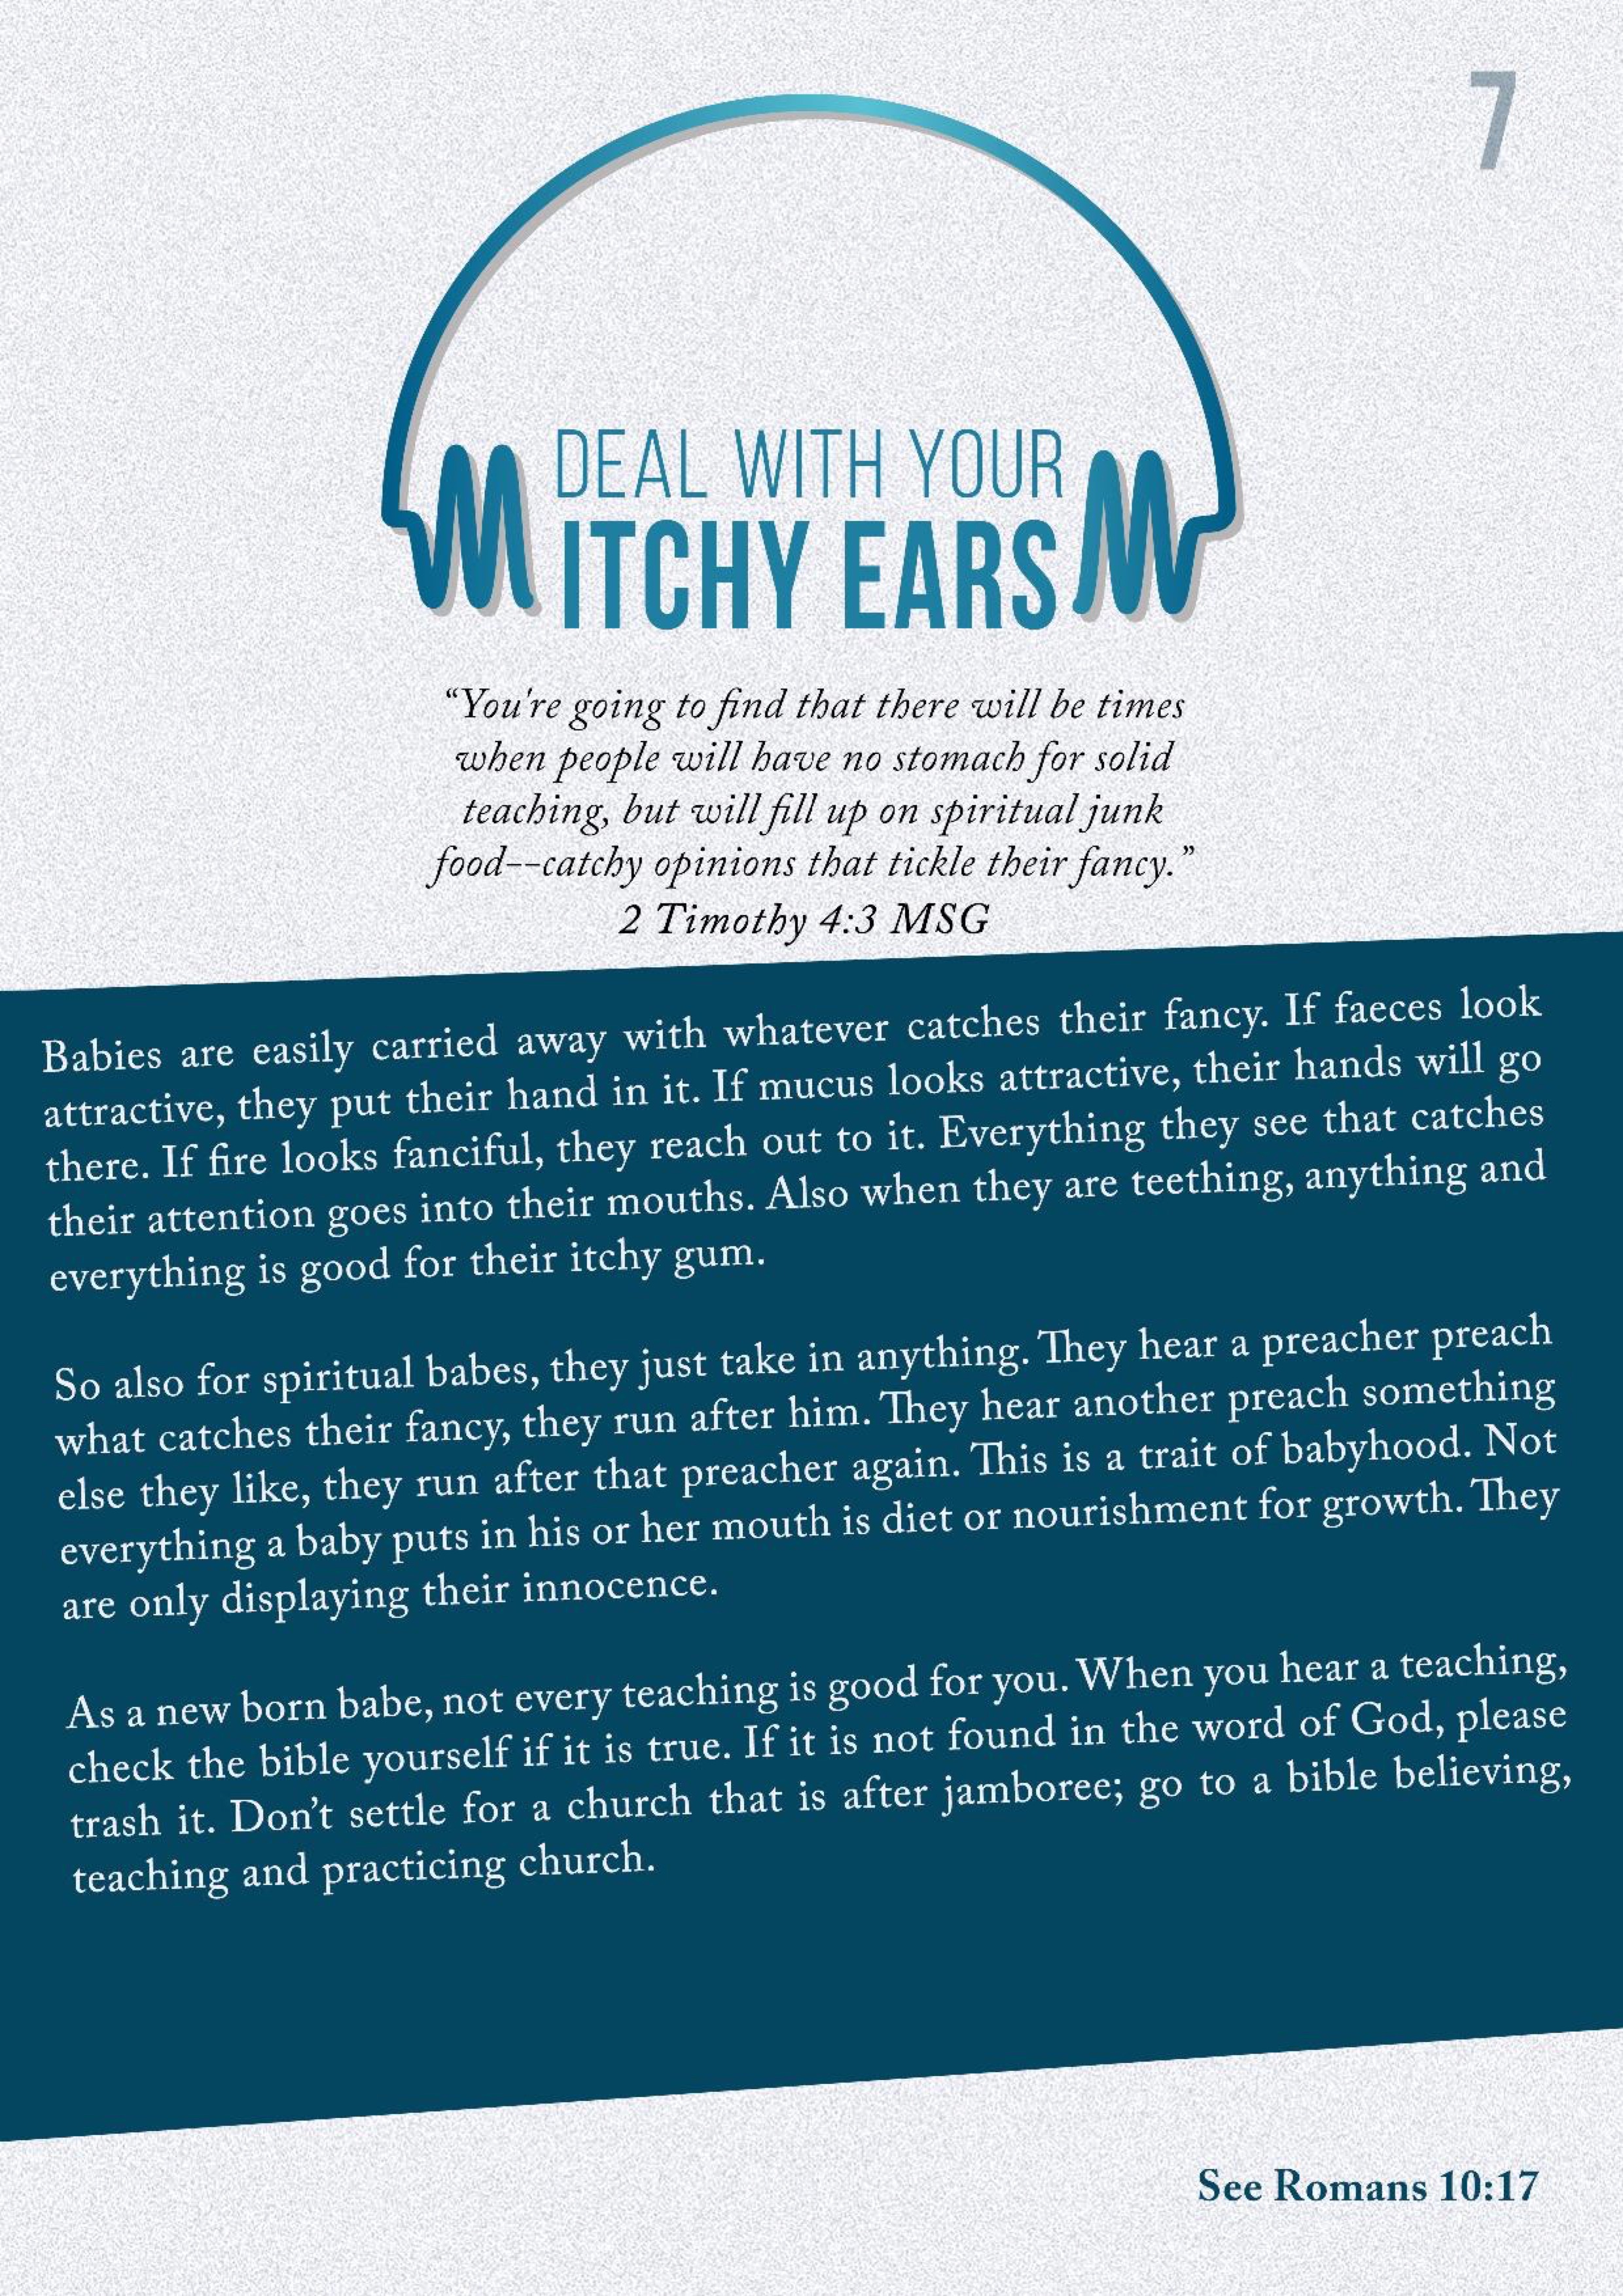 7
DEAL WITH YOUR
ITCHY EARS
“You're going to find that there will be times
when people will have no stomach for solid
teaching, but will fill up on spiritual junk
food--catchy opinions that tickle their fancy.”
2 Timothy 4:3 MSG
Babies are easily carried away with whatever catches their fancy. If faeces look
attractive, they put their hand in it. If mucus looks attractive, their hands will go
there. If fire looks fanciful, they reach out to it. Everything they see that catches
their attention goes into their mouths. Also when they are teething, anything and
everything is good for their itchy gum.
So also for spiritual babes, they just take in anything. They hear a preacher preach
what catches their fancy, they run after him. They hear another preach something
else they like, they run after that preacher again. This is a trait of babyhood. Not
everything a baby puts in his or her mouth is diet or nourishment for growth. They
are only displaying their innocence.
As a new born babe, not every teaching is good for you. When you hear a teaching,
check the bible yourself if it is true. If it is not found in the word of God, please
trash it. Don’t settle for a church that is after jamboree; go to a bible believing,
teaching and practicing church.
See Romans 10:17